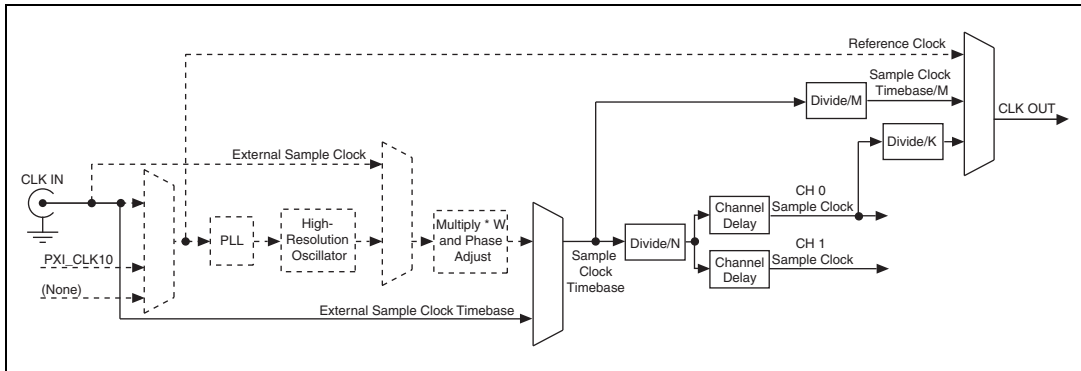 Reference Clock
Sample Clock
Timebase/M
Divide/M
CLK OUT
Divide/K
External Sample Clock
CLK IN
CH 0
Sample Clock
Channel
Delay
PLL
High-
Resolution
Oscillator
Multiply * W
and Phase
Adjust
Divide/N
PXI_CLK10
Sample
Clock
Timebase
CH 1
Sample Clock
Channel
Delay
(None)
External Sample Clock Timebase